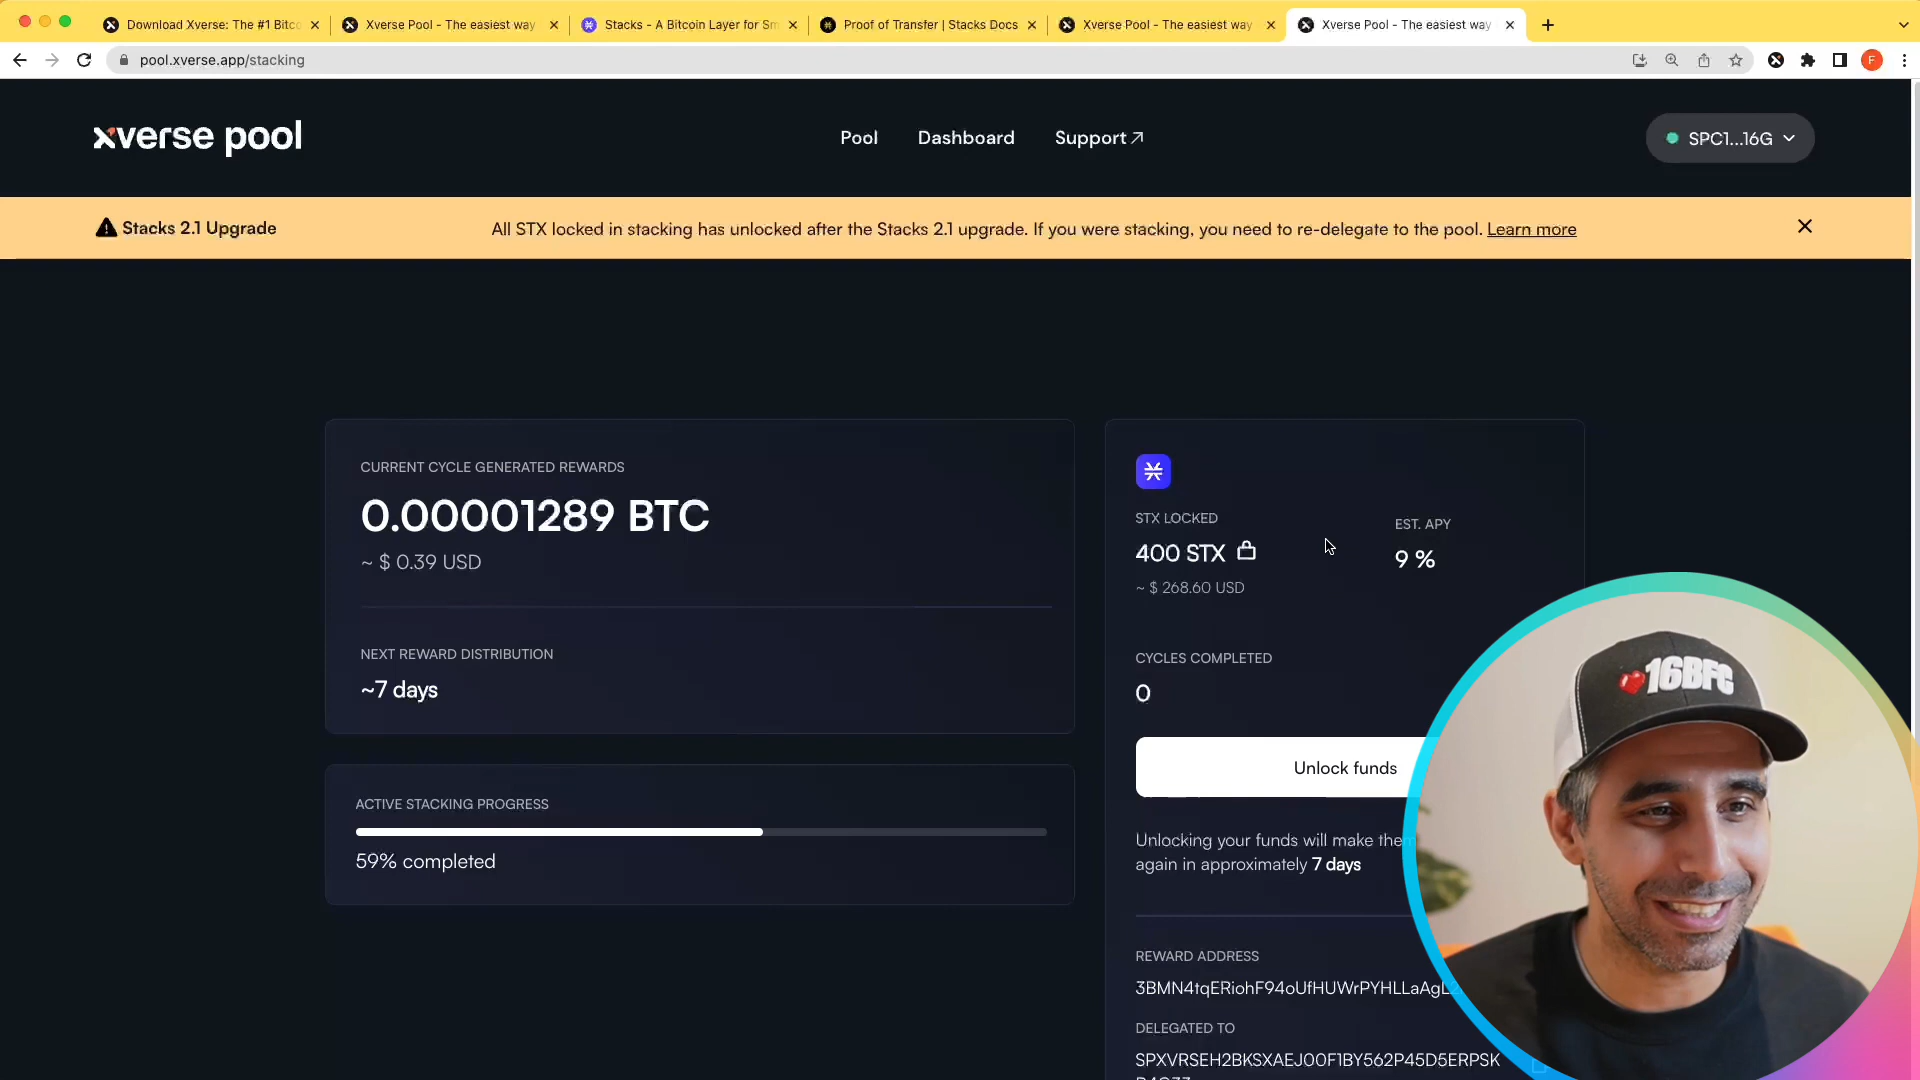 Download Xverse: The #1 Bitco
Xverse Pool - The easiest way
Stacks - A Bitcoin Layer for Sm
Proof of Transfer | Stacks Docs
Xverse Pool - The easiest way
Xverse Pool - The easiest way
pool.xverse.app/stacking
F
xverse pool
Pool
Dashboard
Support
SPC1...16G
Stacks 2.1 Upgrade
All STX locked in stacking has unlocked after the Stacks 2.1 upgrade. If you were stacking, you need to re-delegate to the pool. Learn more
CURRENT CYCLE GENERATED REWARDS
0.00001289 BTC
~ $ 0.39 USD
NEXT REWARD DISTRIBUTION
~7 days
ACTIVE STACKING PROGRESS
59% completed
STX LOCKED
400 STX
~ $ 268.60 USD
EST. APY
9 %
CYCLES COMPLETED
0
Unlock funds
Unlocking your funds will make them
again in approximately 7 days
REWARD ADDRESS
3BMN4tqERiohF94oUfHUWrPYHLLaAgL
DELEGATED TO
SPXVRSEH2BKSXAEJ00F1BY562P45D5ERPSK
16BFC